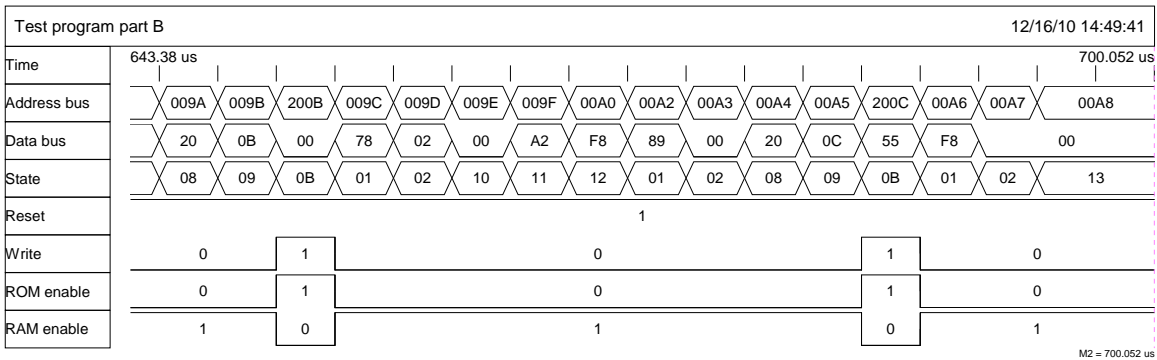 Test program part B 12/16/10 14:49:41
Time 643.38 us 700.052 us
Address bus 009A 009B 200B 009C 009D 009E 009F 00A0 00A2 00A3 00A4 00A5 200C 00A6 00A7 00A8
Data bus 20 0B 00 78 02 00 A2 F8 89 00 20 0C 55 F8 00
State 08 09 0B 01 02 10 11 12 01 02 08 09 0B 01 02 13
Reset 1
Write 0 1 0 1 0
ROM enable 0 1 0 1 0
RAM enable 1 0 1 0 1
M2 = 700.052 us